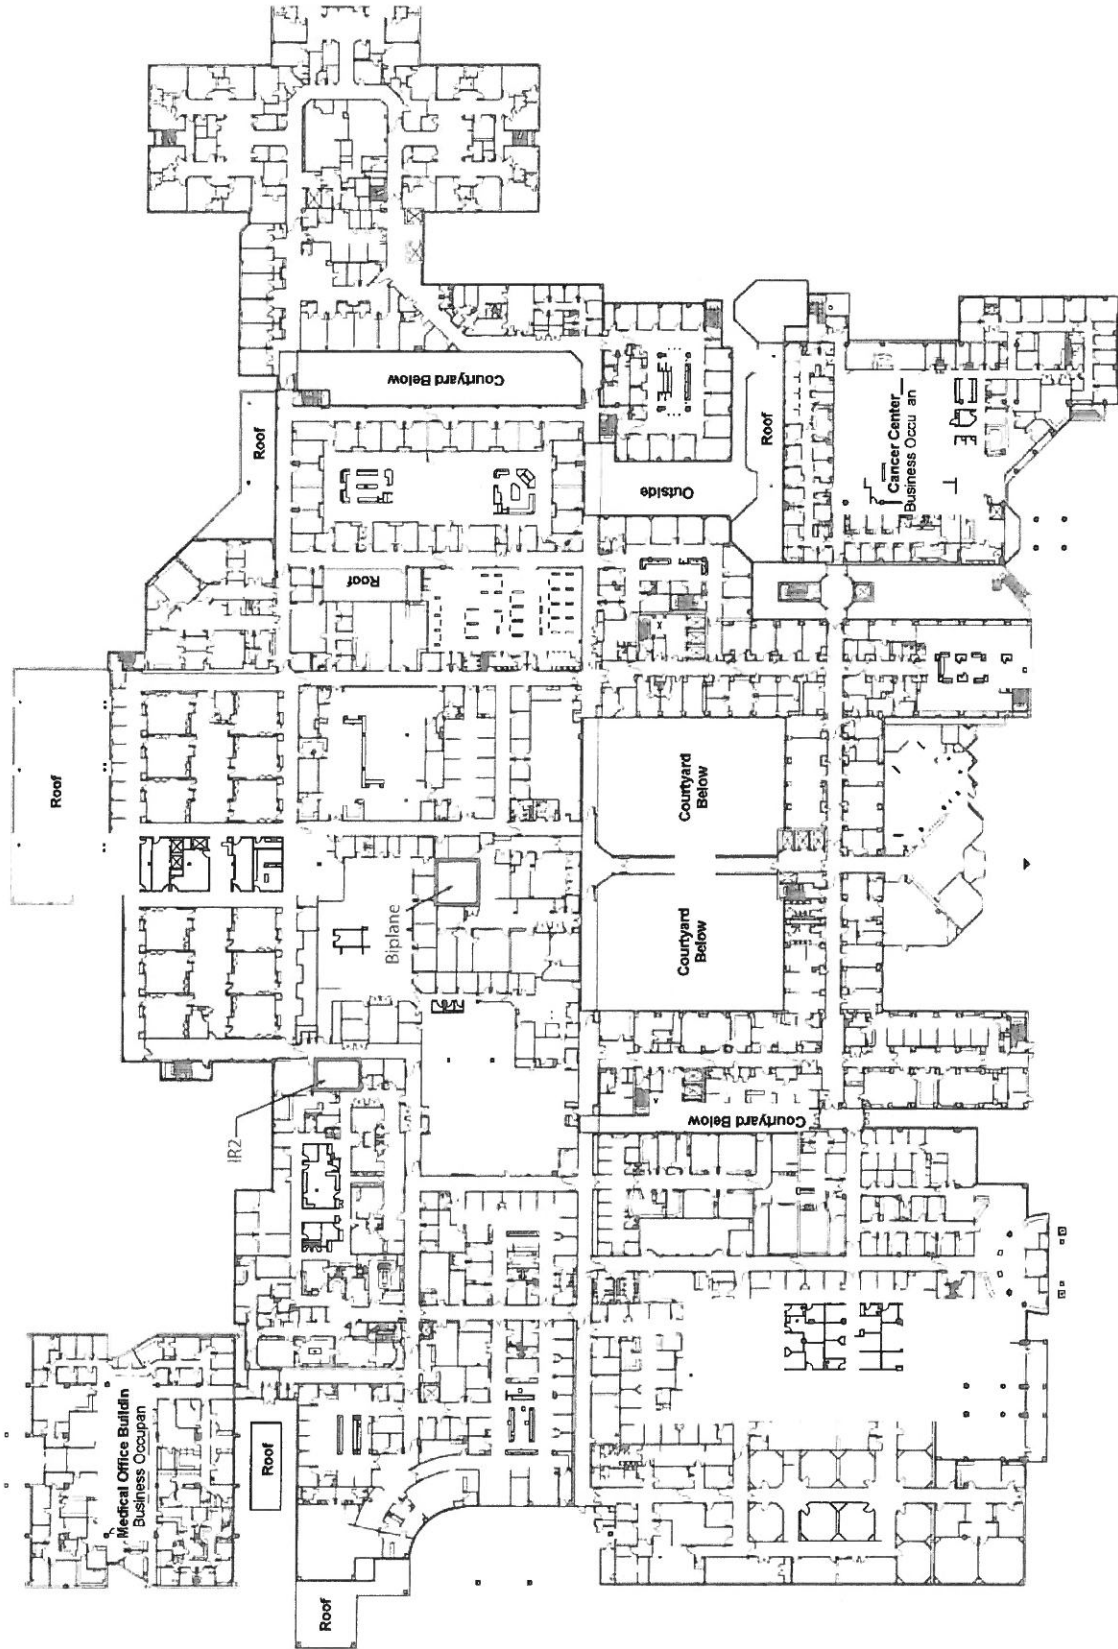 Medical Office Buildin
Business Occupan
Roof
Roof
IR2
Roof
Biplane
Roof
Roof
Courtyard Below
Courtyard
Below
Courtyard
Below
Courtyard Below
Outside
Roof
Cancer Center
Business Occu an